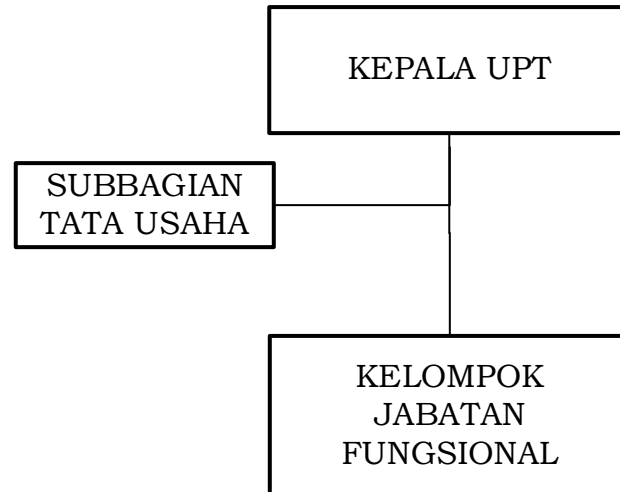 KEPALA UPT
SUBBAGIAN
TATA USAHA
KELOMPOK
JABATAN
FUNGSIONAL